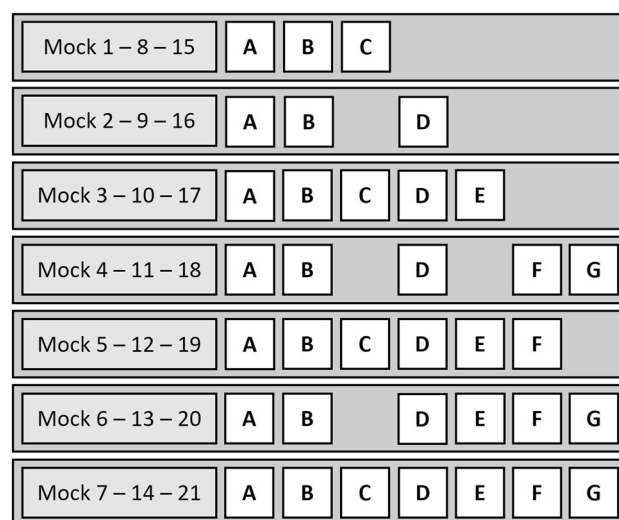 Mock 1 – 8 – 15 A B C
Mock 2 – 9 – 16 A B D
Mock 3 – 10 – 17 A B C D E
Mock 4 – 11 – 18 A B D F G
Mock 5 – 12 – 19 A B C D E F
Mock 6 – 13 – 20 A B D E F G
Mock 7 – 14 – 21 A B C D E F G